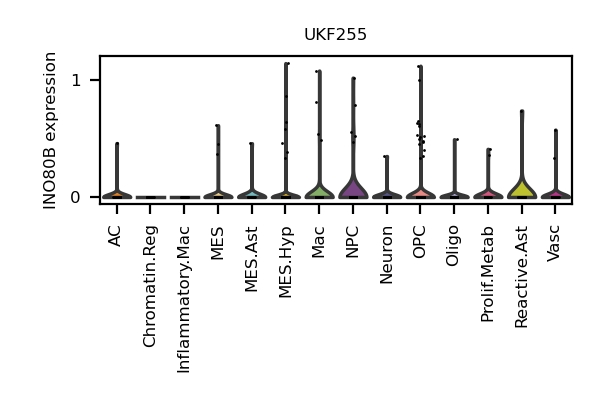 UKF255
INO80B expression
1
0
AC
Chromatin.Reg
Inflammatory.Mac
MES
MES.Ast
MES.Hyp
Mac
NPC
Neuron
OPC
Oligo
Prolif.Metab
Reactive.Ast
Vasc